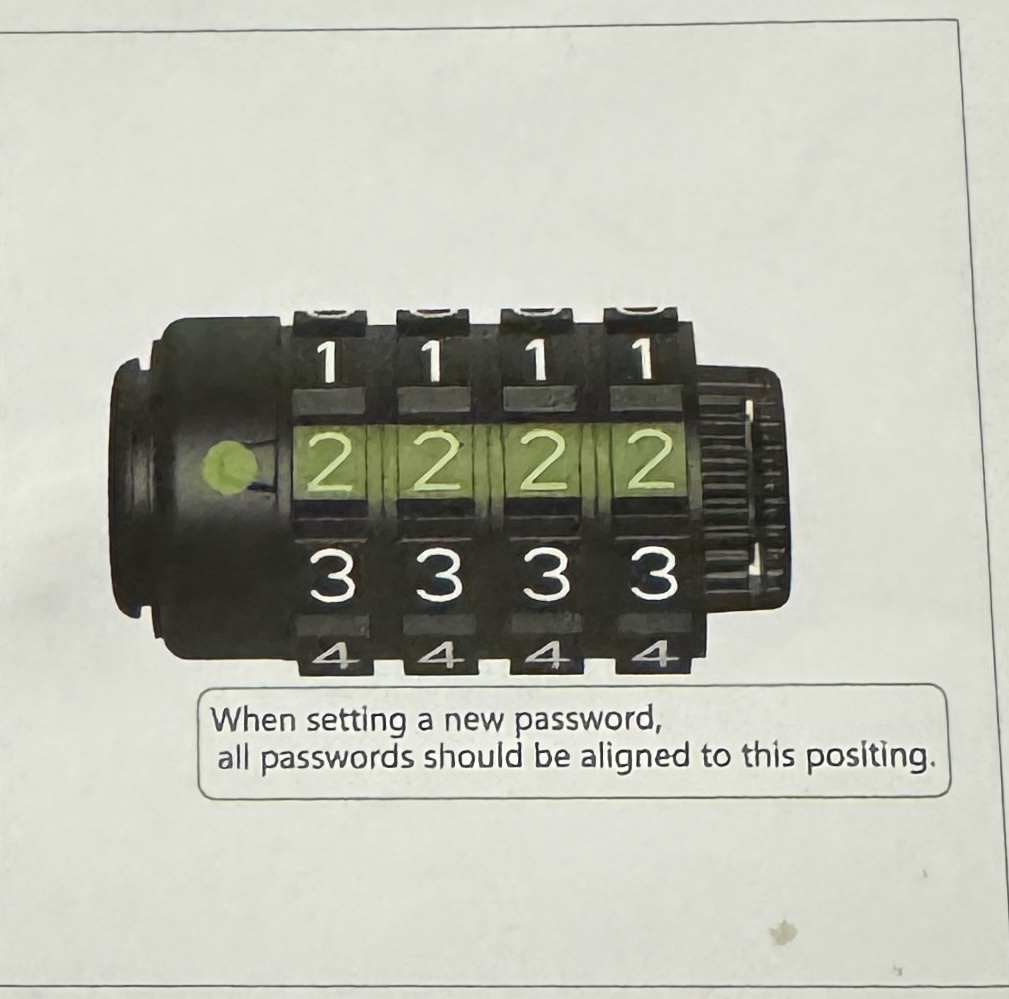 1 1 1 1
2 2 2 2
3 3 3 3
4 4 4 4
When setting a new password,
all passwords should be aligned to this positing.